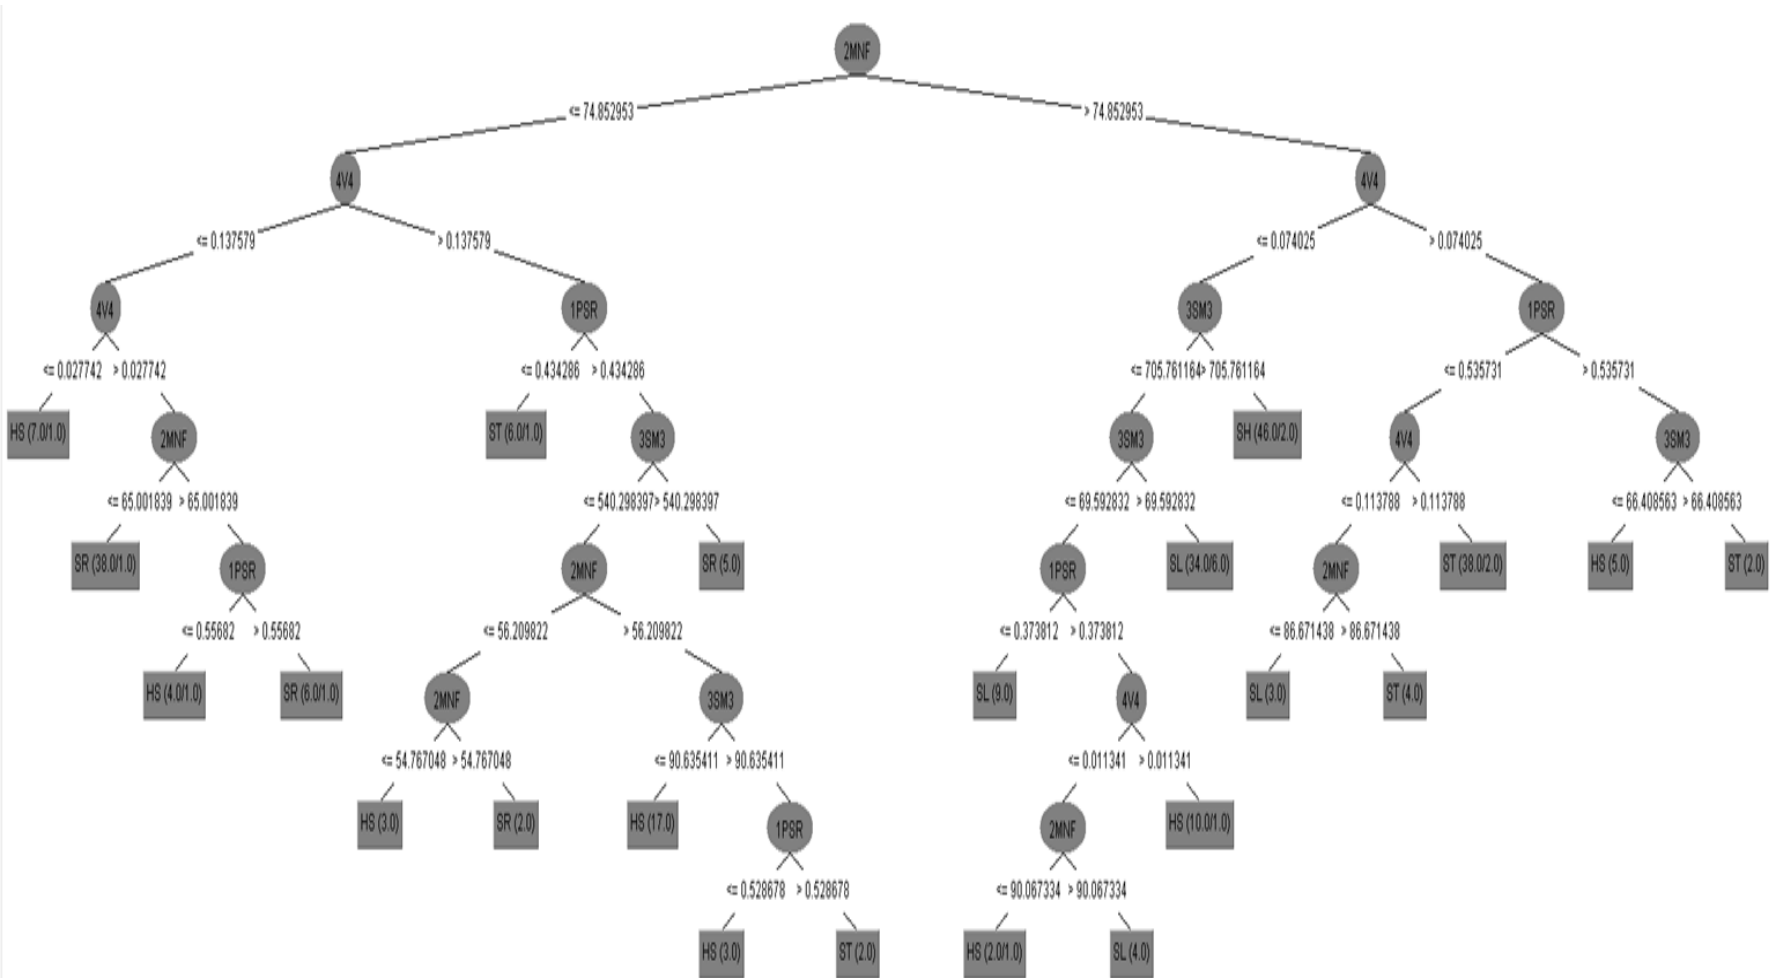 2MNF
<= 74.852953 > 74.852953
4V4 4V4
<= 0.137579 > 0.137579 <= 0.074025 > 0.074025
4V4 1PSR 3SM3 1PSR
<= 0.027742 > 0.027742 <= 0.434286 > 0.434286 <= 705.761164 > 705.761164 <= 0.535731 > 0.535731
HS (7.0/1.0) 2MNF ST (6.0/1.0) 3SM3 3SM3 SH (46.0/2.0) 4V4 3SM3
<= 65.001839 > 65.001839 <= 540.298397 > 540.298397 <= 69.592832 > 69.592832 <= 0.113788 > 0.113788 <= 66.408563 > 66.408563
SR (38.0/1.0) 1PSR 2MNF SR (5.0) 1PSR SL (34.0/6.0) 2MNF ST (38.0/2.0) HS (5.0) ST (2.0)
<= 0.55682 > 0.55682 <= 56.209822 > 56.209822 <= 0.373812 > 0.373812 <= 86.671438 > 86.671438
HS (4.0/1.0) SR (6.0/1.0) 2MNF 3SM3 SL (9.0) 4V4 SL (3.0) ST (4.0)
<= 54.767048 > 54.767048 <= 90.635411 > 90.635411 <= 0.011341 > 0.011341
HS (3.0) SR (2.0) HS (17.0) 1PSR 2MNF HS (10.0/1.0)
<= 0.528678 > 0.528678 <= 90.067334 > 90.067334
HS (3.0) ST (2.0) HS (2.0/1.0) SL (4.0)